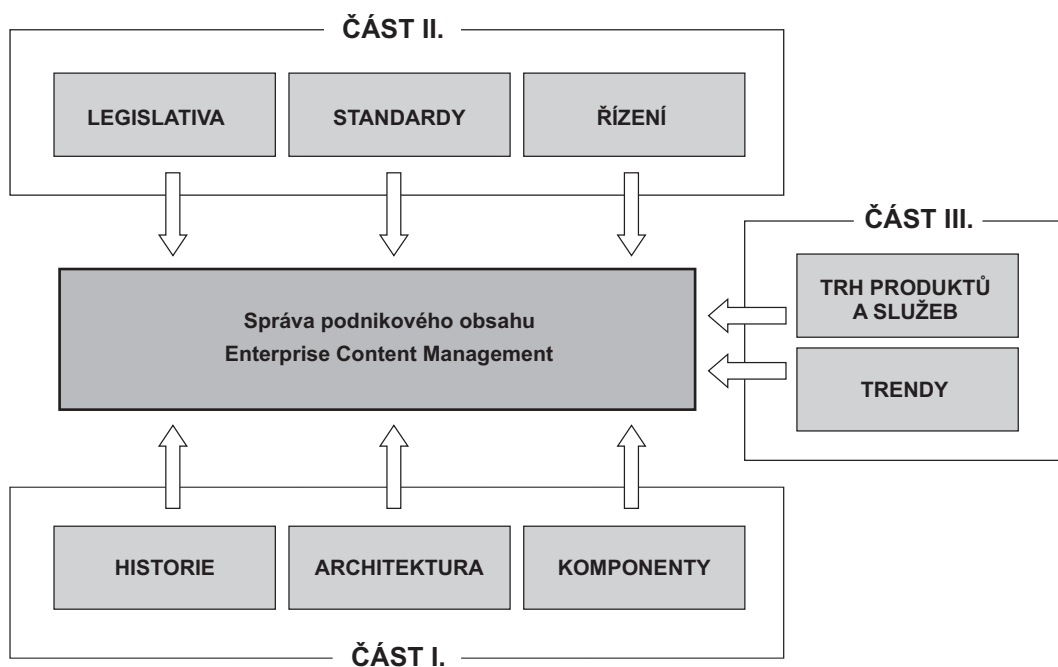 ČÁST II.
LEGISLATIVA
STANDARDY
ŘÍZENÍ
ČÁST III.
TRH PRODUKTŮ
A SLUŽEB
TRENDY
Správa podnikového obsahu
Enterprise Content Management
HISTORIE
ARCHITEKTURA
KOMPONENTY
ČÁST I.